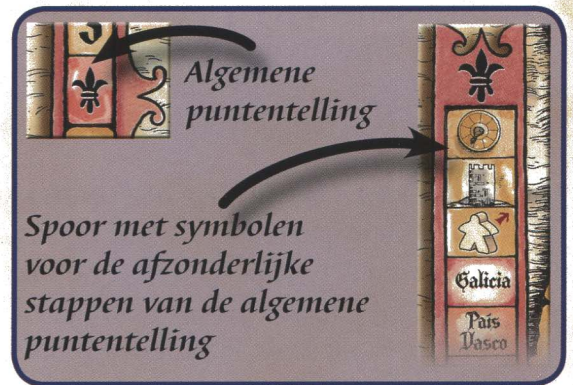 Algemene
puntentelling
Spoor met symbolen
voor de afzonderlijke
stappen van de algemene
puntentelling
Galicia
País
Vasco